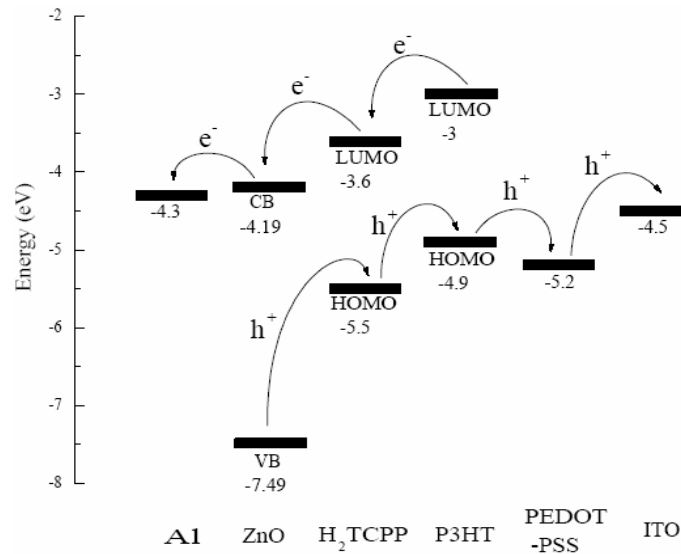 -2
e-
e-
-3
LUMO
-3
e-
LUMO
-3.6
-4
CB
-4.3
-4.19
h+
h+
h+
-4.5
Energy (eV)
-5
HOMO
-4.9
-5.2
HOMO
-5.5
h+
-6
-7
VB
-7.49
-8
Al
ZnO
H2TCPP
P3HT
PEDOT
-PSS
ITO